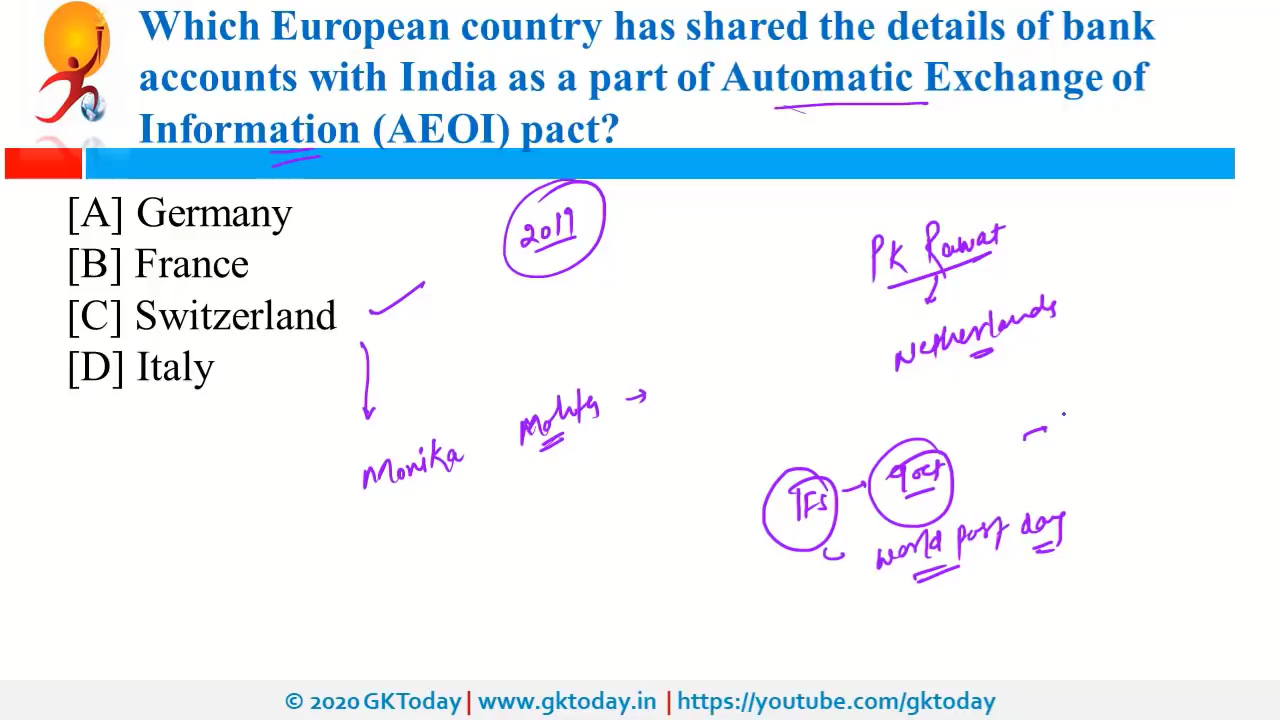 Which European country has shared the details of bank
accounts with India as a part of Automatic Exchange of
Information (AEOI) pact?
[A] Germany
[B] France
[C] Switzerland
[D] Italy
2019
PK Rawat
Netherlands
Monika
IFS
9 oct
world post day
© 2020 GKToday | www.gktoday.in | https://youtube.com/gktoday